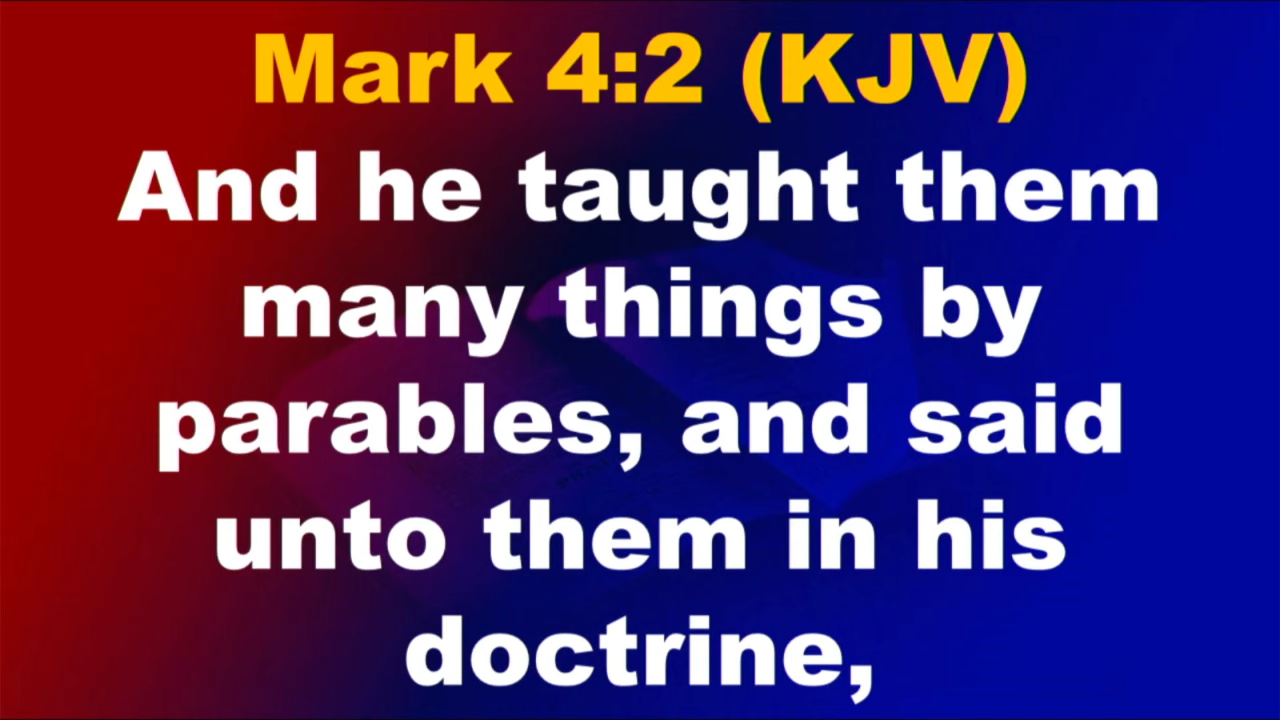 Mark 4:2 (KJV)
And he taught them
many things by
parables, and said
unto them in his
doctrine,